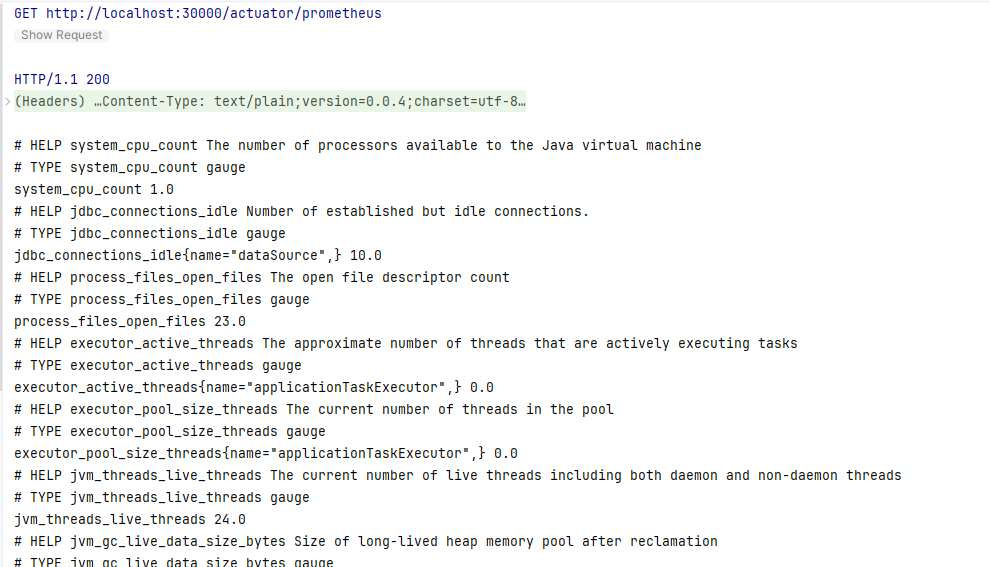 GET http://localhost:30000/actuator/prometheus
Show Request
HTTP/1.1 200
(Headers) …Content-Type: text/plain;version=0.0.4;charset=utf-8…
# HELP system_cpu_count The number of processors available to the Java virtual machine
# TYPE system_cpu_count gauge
system_cpu_count 1.0
# HELP jdbc_connections_idle Number of established but idle connections.
# TYPE jdbc_connections_idle gauge
jdbc_connections_idle{name="dataSource",} 10.0
# HELP process_files_open_files The open file descriptor count
# TYPE process_files_open_files gauge
process_files_open_files 23.0
# HELP executor_active_threads The approximate number of threads that are actively executing tasks
# TYPE executor_active_threads gauge
executor_active_threads{name="applicationTaskExecutor",} 0.0
# HELP executor_pool_size_threads The current number of threads in the pool
# TYPE executor_pool_size_threads gauge
executor_pool_size_threads{name="applicationTaskExecutor",} 0.0
# HELP jvm_threads_live_threads The current number of live threads including both daemon and non-daemon threads
# TYPE jvm_threads_live_threads gauge
jvm_threads_live_threads 24.0
# HELP jvm_gc_live_data_size_bytes Size of long-lived heap memory pool after reclamation
# TYPE jvm_gc_live_data_size_bytes gauge